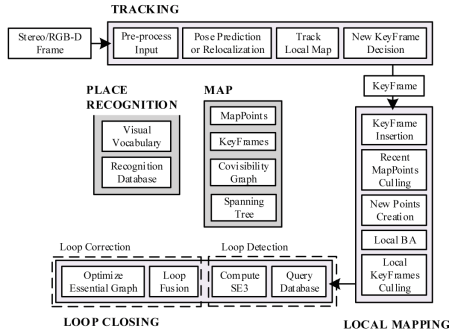 TRACKING
Stereo/RGB-D
Frame
Pre-process
Input
Pose Prediction
or Relocalization
Track
Local Map
New KeyFrame
Decision
KeyFrame
PLACE
RECOGNITION
Visual
Vocabulary
Recognition
Database
MAP
MapPoints
KeyFrames
Covisibility
Graph
Spanning
Tree
KeyFrame
Insertion
Recent
MapPoints
Culling
New Points
Creation
Local BA
Local
KeyFrames
Culling
LOCAL MAPPING
Loop Correction
Loop Detection
Optimize
Essential Graph
Loop
Fusion
Compute
SE3
Query
Database
LOOP CLOSING